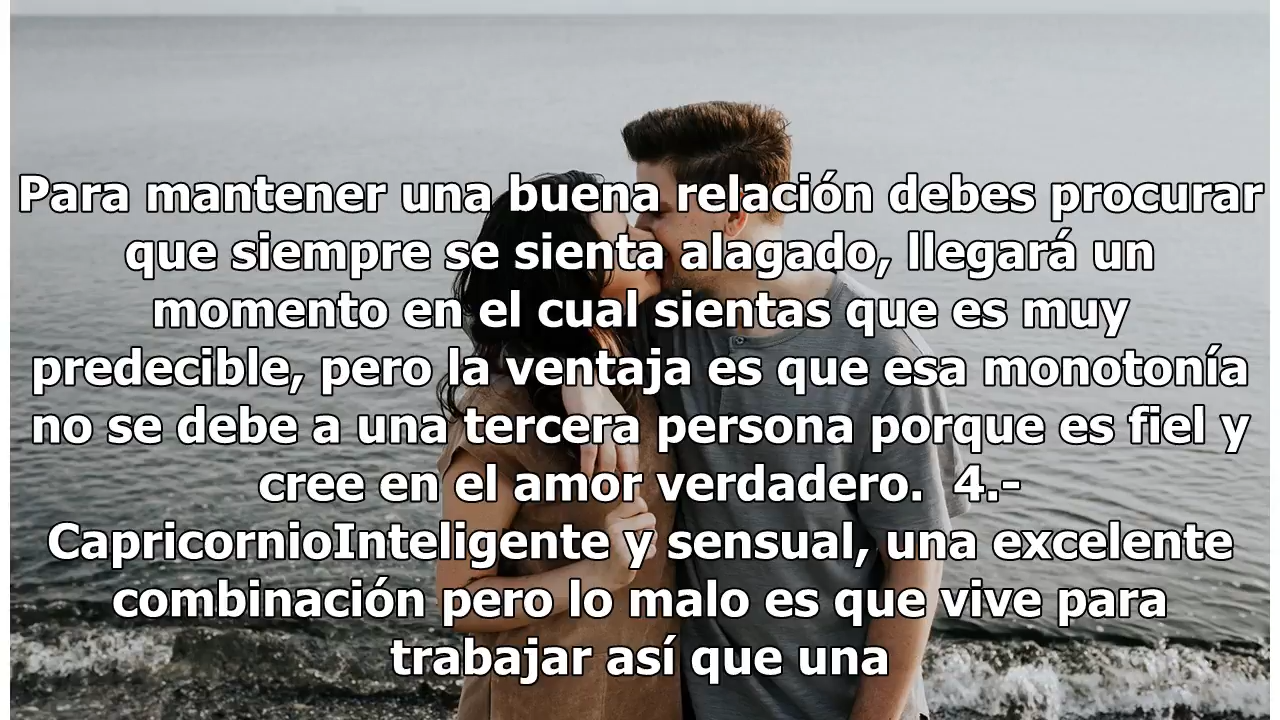 Para mantener una buena relación debes procurar
que siempre se sienta alagado, llegará un
momento en el cual sientas que es muy
predecible, pero la ventaja es que esa monotonía
no se debe a una tercera persona porque es fiel y
cree en el amor verdadero.  4.-
CapricornioInteligente y sensual, una excelente
combinación pero lo malo es que vive para
trabajar así que una